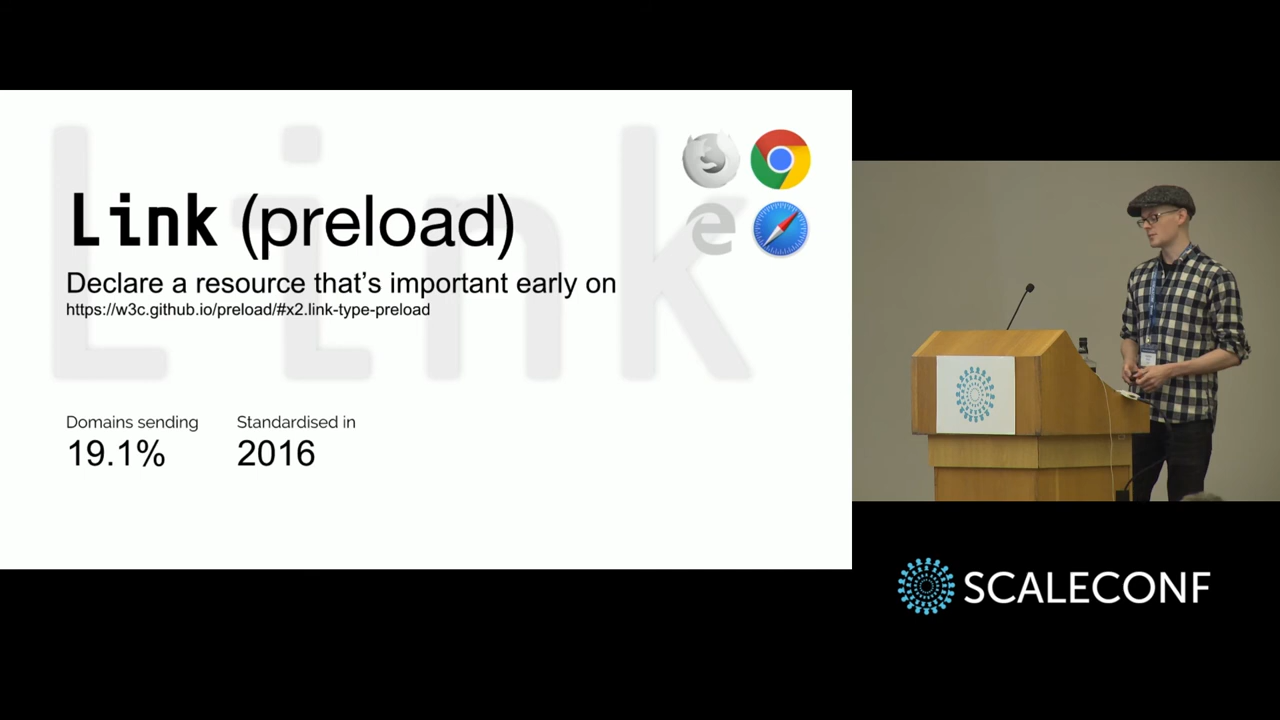 Link (preload)
Declare a resource that's important early on
https://w3c.github.io/preload/#x2.link-type-preload
Domains sending
19.1%
Standardised in
2016
Link
SCALECONF